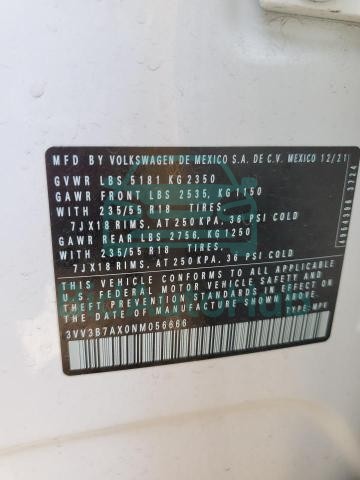 MFD BY VOLKSWAGEN DE MEXICO S.A. DE C.V. MEXICO 12/21
GVWR LBS 5181 KG 2350
GAWR FRONT LBS 2535, KG 1150
WITH 235/55 R18 TIRES,
7JX18 RIMS, AT 250 KPA, 36 PSI COLD
GAWR REAR LBS 2756, KG 1250
WITH 235/55 R18 TIRES,
7JX18 RIMS, AT 250 KPA, 36 PSI COLD
THIS VEHICLE CONFORMS TO ALL APPLICABLE
U.S. FEDERAL MOTOR VEHICLE SAFETY AND
THEFT PREVENTION STANDARDS IN EFFECT ON
THE DATE OF MANUFACTURE SHOWN ABOVE
3VV3B7AX0NM056666
TYPE: MPV